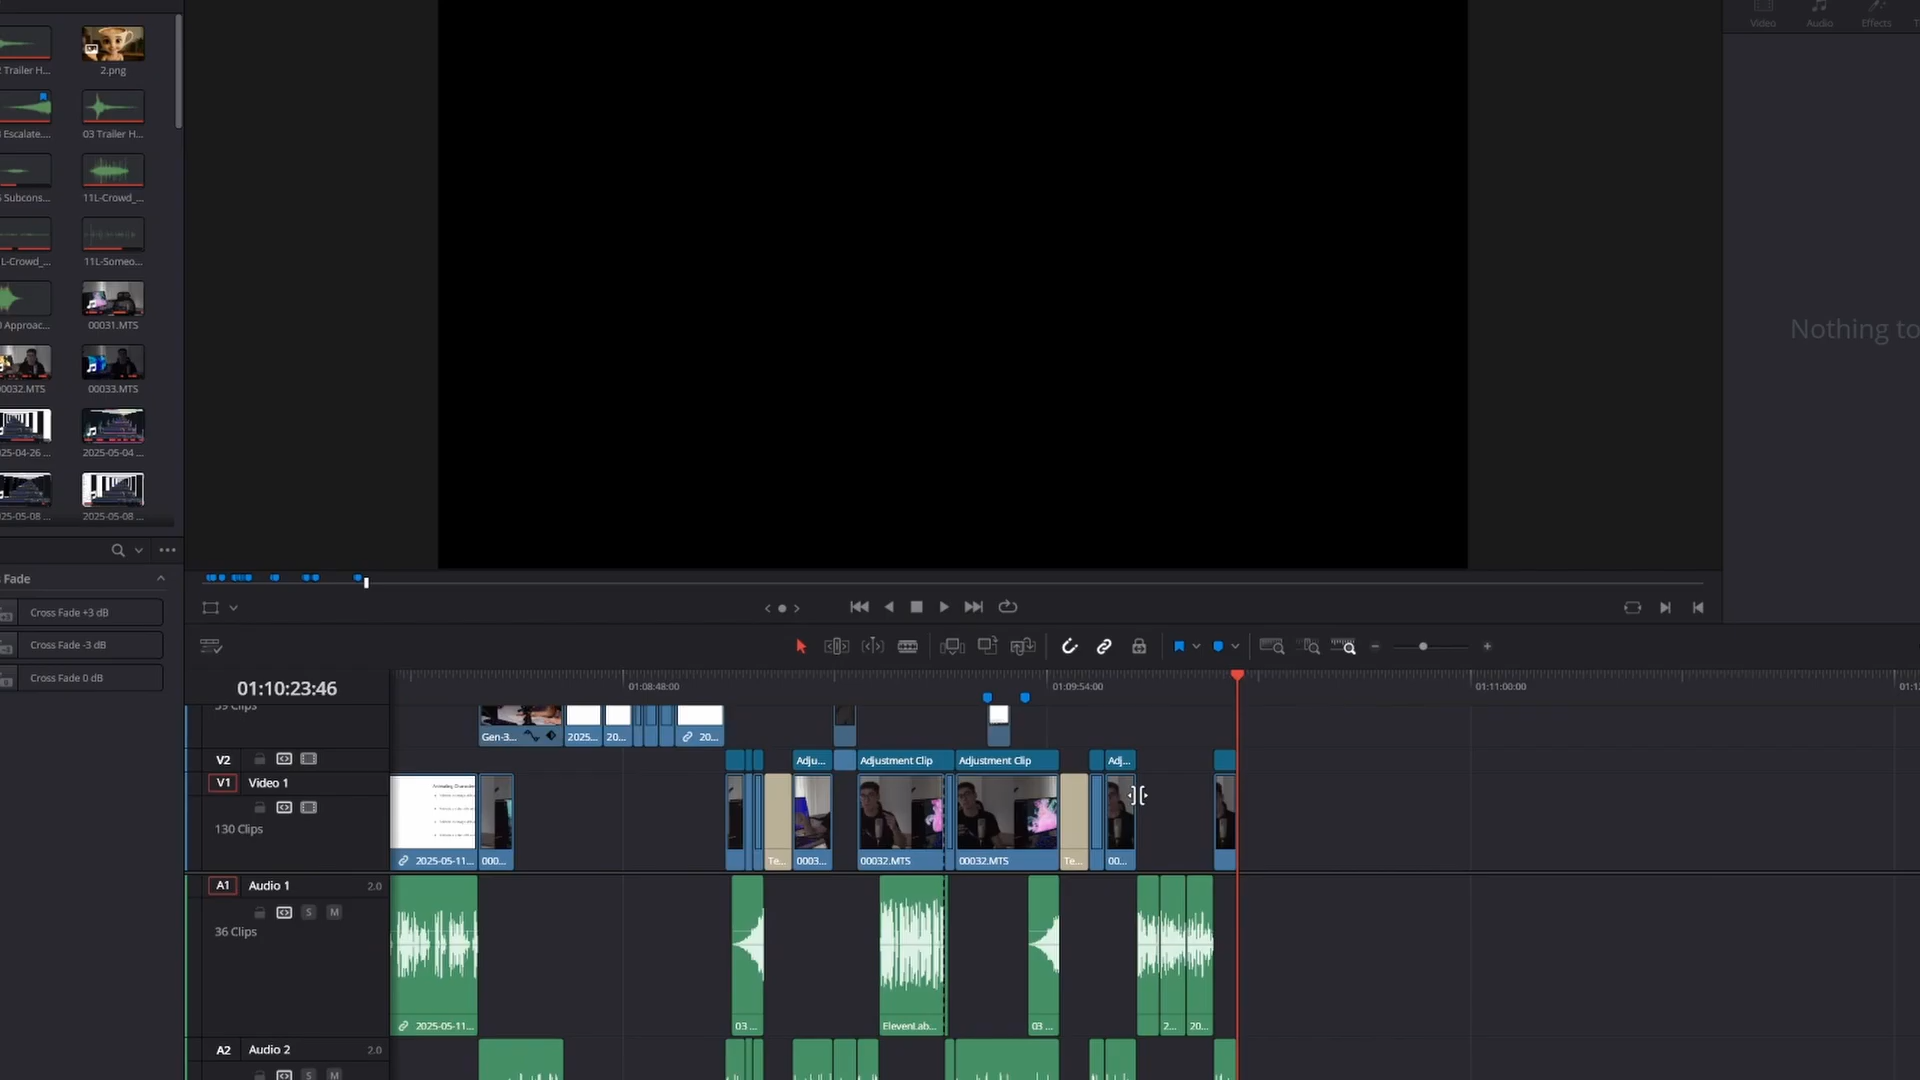 Video Audio Effects T
Trailer H... 2.png
Escalate.... 03 Trailer H...
Subcons... 11L-Crowd_...
L-Crowd_... 11L-Someo...
Approac... 00031.MTS
0032.MTS 00033.MTS
25-04-26 ... 2025-05-04 ...
25-05-08 ... 2025-05-08 ...
Nothing to
Fade
Cross Fade +3 dB
Cross Fade -3 dB
Cross Fade 0 dB
01:10:23:46
01:08:48:00 01:09:54:00 01:11:00:00 01:1
39 Clips
Gen-3... 2025... 20... 20...
V2 Adju... Adjustment Clip Adjustment Clip Adj...
V1 Video 1
130 Clips
2025-05-11... 000... Te... 0003... 00032.MTS 00032.MTS Te... 00...
A1 Audio 1 2.0
S M
36 Clips
2025-05-11... 03 ... ElevenLab... 03 ... 2... 20...
A2 Audio 2 2.0
S M